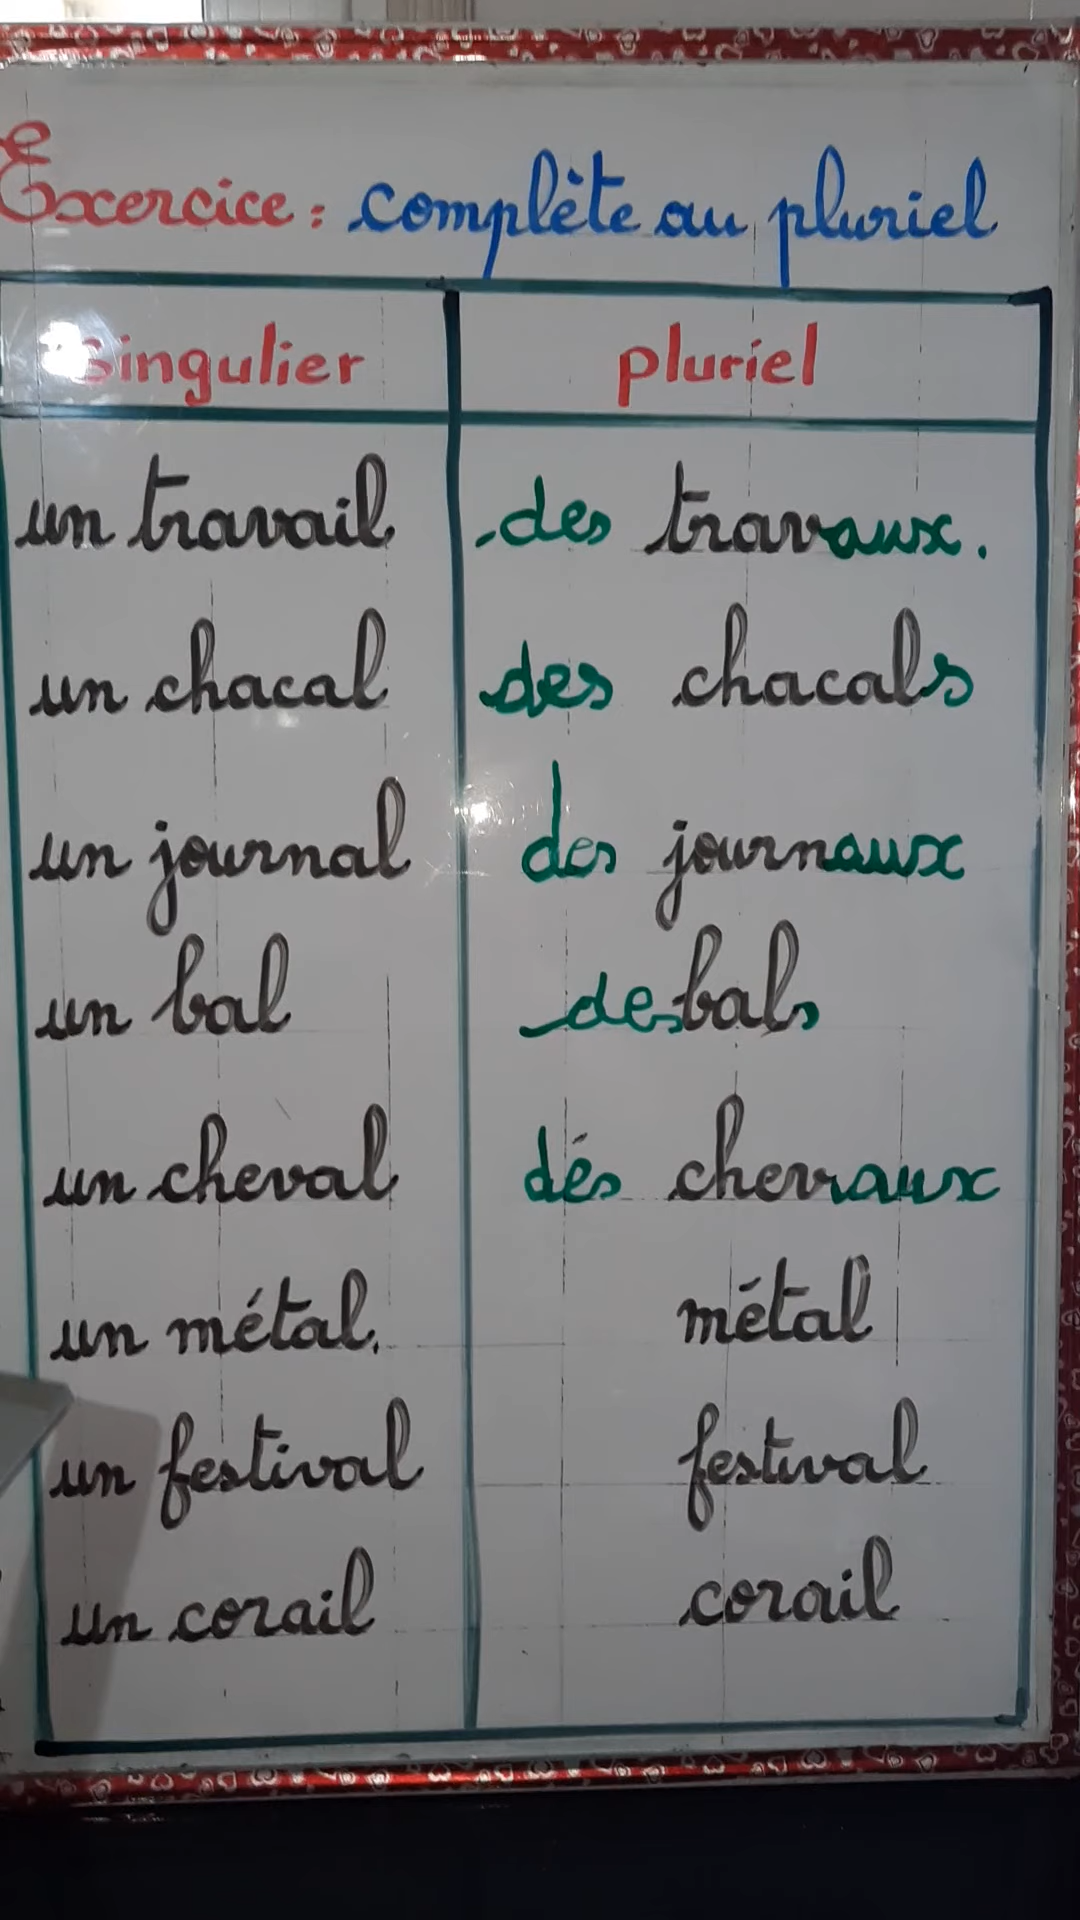 Exercice : complète au pluriel
singulier pluriel
un travail des travaux.
un chacal des chacals
un journal des journaux
un bal des bals
un cheval dés chevaux
un métal. métal
un festival festival
un corail corail